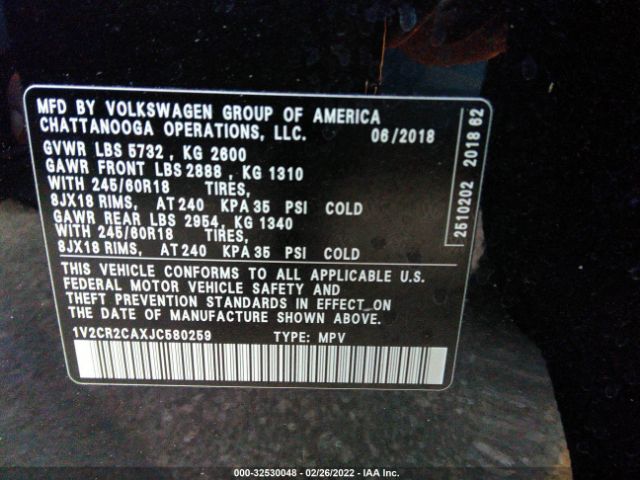 MFD BY VOLKSWAGEN GROUP OF AMERICA
CHATTANOOGA OPERATIONS, LLC. 06/2018
GVWR LBS 5732 , KG 2600
GAWR FRONT LBS 2888 , KG 1310
WITH 245/60R18 TIRES,
8JX18 RIMS, AT 240 KPA 35 PSI COLD
GAWR REAR LBS 2954, KG 1340
WITH 245/60R18 TIRES,
8JX18 RIMS, AT 240 KPA 35 PSI COLD
2510202 2018 62
THIS VEHICLE CONFORMS TO ALL APPLICABLE U.S.
FEDERAL MOTOR VEHICLE SAFETY AND
THEFT PREVENTION STANDARDS IN EFFECT ON
THE DATE OF MANUFACTURE SHOWN ABOVE.
1V2CR2CAXJC580259 TYPE: MPV
000-32530048 - 02/26/2022 - IAA Inc.